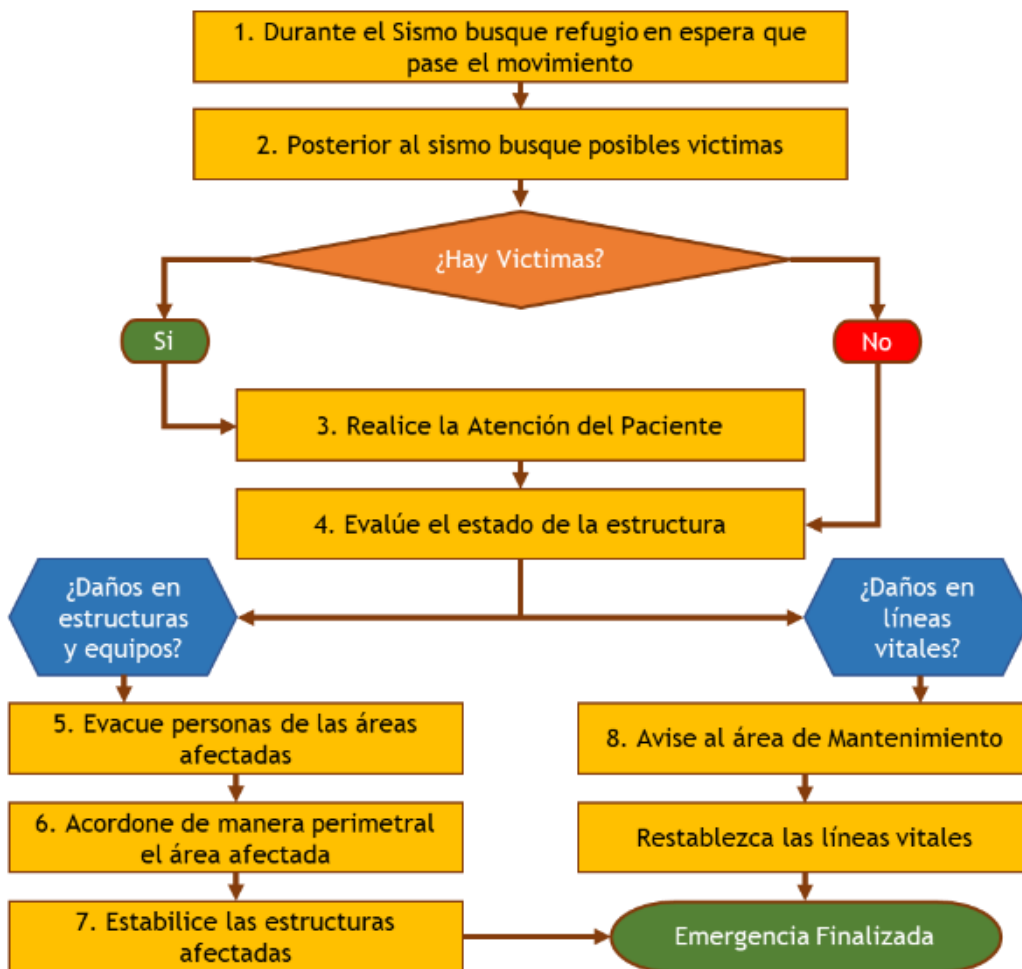 1. Durante el Sismo busque refugio en espera que
pase el movimiento
2. Posterior al sismo busque posibles victimas
¿Hay Victimas?
Si
No
3. Realice la Atención del Paciente
4. Evalúe el estado de la estructura
¿Daños en
estructuras
y equipos?
¿Daños en
líneas
vitales?
5. Evacue personas de las áreas
afectadas
8. Avise al área de Mantenimiento
6. Acordone de manera perimetral
el área afectada
Restablezca las líneas vitales
7. Estabilice las estructuras
afectadas
Emergencia Finalizada